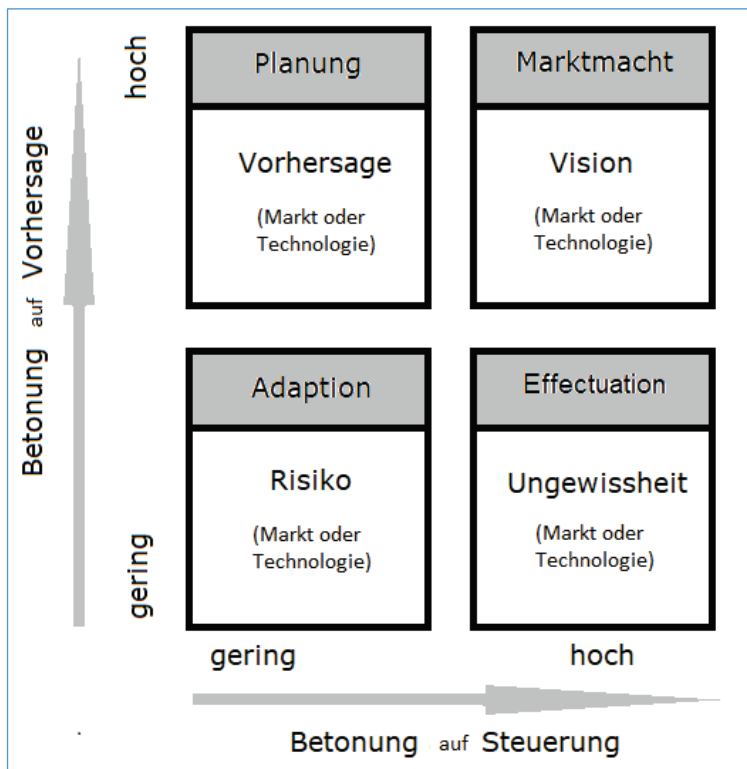 Betonung auf Vorhersage
hoch
gering
Planung
Vorhersage
(Markt oder
Technologie)
Marktmacht
Vision
(Markt oder
Technologie)
Adaption
Risiko
(Markt oder
Technologie)
Effectuation
Ungewissheit
(Markt oder
Technologie)
gering
hoch
Betonung auf Steuerung